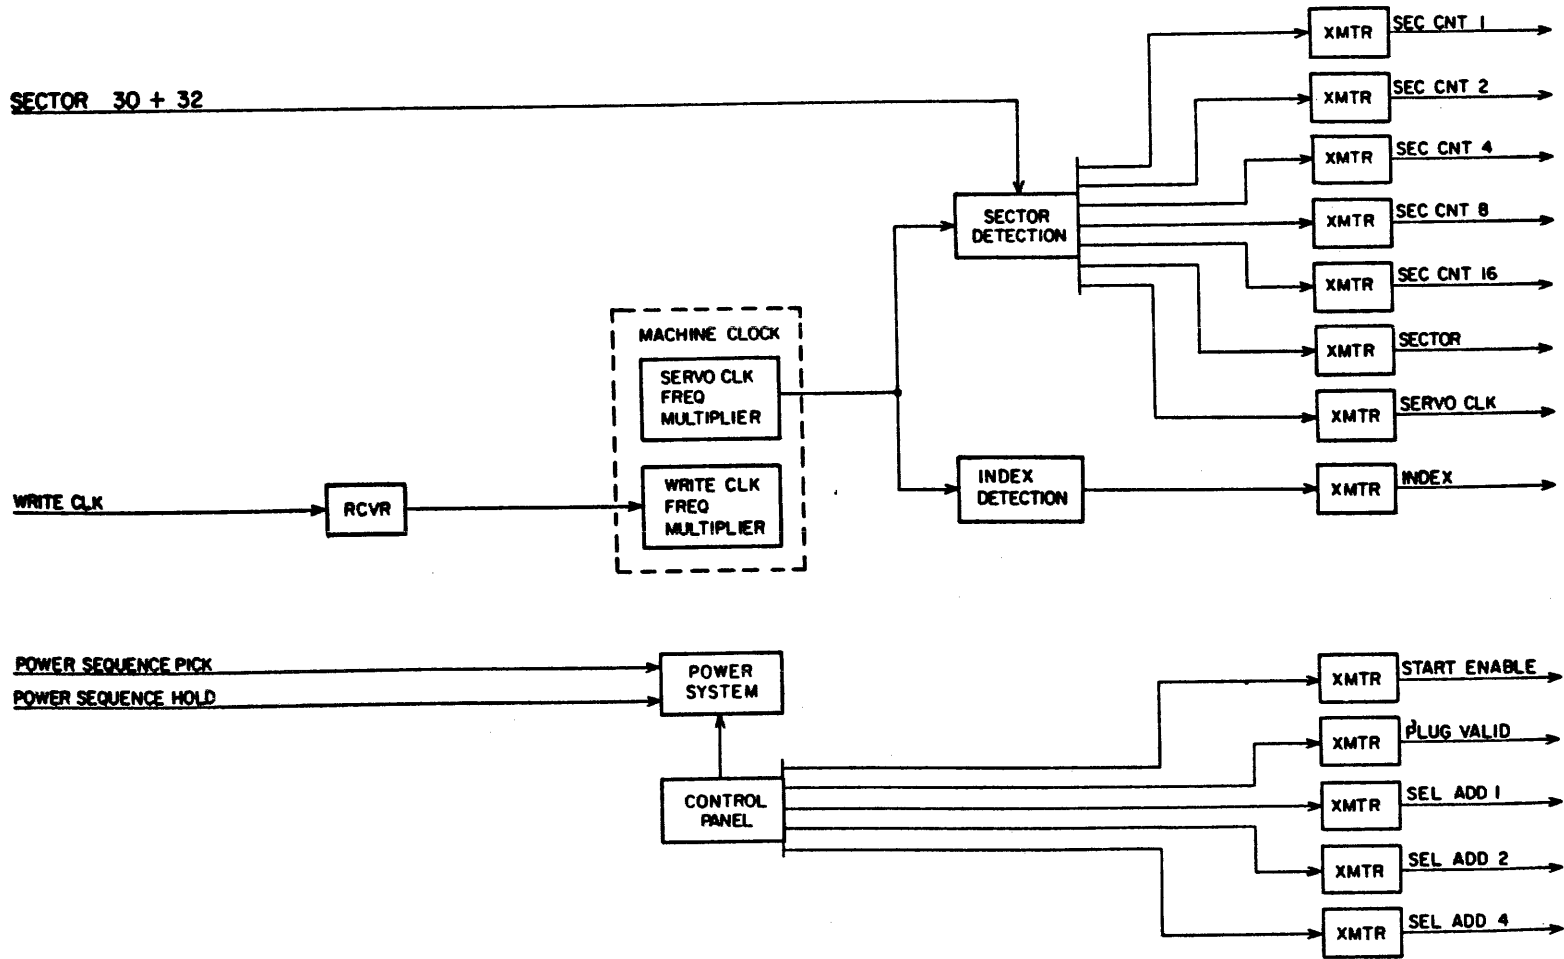 XMTR SEC CNT 1
SECTOR 30 + 32
XMTR SEC CNT 2
XMTR SEC CNT 4
SECTOR
DETECTION
XMTR SEC CNT 8
XMTR SEC CNT 16
MACHINE CLOCK
XMTR SECTOR
SERVO CLK
FREQ
MULTIPLIER
XMTR SERVO CLK
WRITE CLK
RCVR
WRITE CLK
FREQ
MULTIPLIER
INDEX
DETECTION
XMTR INDEX
POWER SEQUENCE PICK
POWER SEQUENCE HOLD
POWER
SYSTEM
XMTR START ENABLE
XMTR PLUG VALID
CONTROL
PANEL
XMTR SEL ADD 1
XMTR SEL ADD 2
XMTR SEL ADD 4